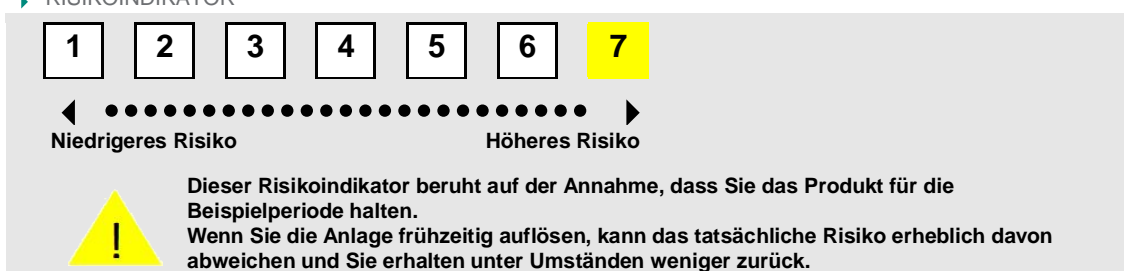 RISIKOINDIKATOR
1 2 3 4 5 6 7
Niedrigeres Risiko Höheres Risiko
Dieser Risikoindikator beruht auf der Annahme, dass Sie das Produkt für die
Beispielperiode halten.
!
Wenn Sie die Anlage frühzeitig auflösen, kann das tatsächliche Risiko erheblich davon
abweichen und Sie erhalten unter Umständen weniger zurück.